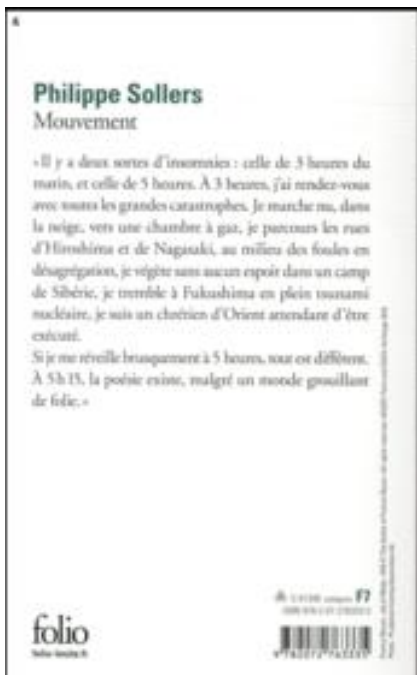 Philippe Sollers
Mouvement
« Il y a deux sortes d'insomnies : celle de 3 heures du
matin, et celle de 5 heures. À 3 heures, j'ai rendez-vous
avec toutes les grandes catastrophes. Je marche nu, dans
la neige, vers une chambre à gaz, je parcours les rues
d'Hiroshima et de Nagasaki, au milieu des foules en
désagrégation, je végète sans aucun espoir dans un camp
de Sibérie, je tremble à Fukushima en plein tsunami
nucléaire, je suis un chrétien d'Orient attendant d'être
exécuté.
Si je me réveille brusquement à 5 heures, tout est différent.
À 5 h 15, la poésie existe, malgré un monde grouillant
de folie. »
F7
folio